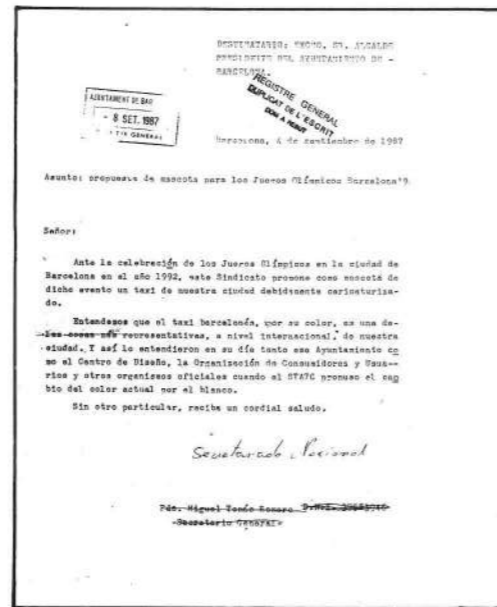 DESTINATARIO: EXCMO. SR. ALCALDE
PRESIDENTE DEL AYUNTAMIENTO DE -
BARCELONA.
AJUNTAMENT DE BAR
- 8 SET. 1987
GENERAL
REGISTRE GENERAL
DUPLICAT DE L'ESCRIT
DOM A REBUT
Barcelona, 4 de septiembre de 1987
Asunto: propuesta de mascota para los Juegos Olímpicos Barcelona'9
Señor:
Ante la celebración de los Juegos Olímpicos en la ciudad de
Barcelona en el año 1992, este Sindicato propone como mascota de
dicho evento un taxi de nuestra ciudad debidamente caricaturiza-
do.
Entendemos que el taxi barcelonés, por su color, es una de-
las cosas más representativas, a nivel internacional, de nuestra
ciudad. Y así lo entendieron en su día tanto ese Ayuntamiento co
mo el Centro de Diseño, la Organización de Consumidores y Usua--
rios y otros organismos oficiales cuando el STATC propuso el cam
bio del color actual por el blanco.
Sin otro particular, reciba un cordial saludo.
Secretariado Nacional
Fdo. Miguel Tomás Romero D.N.I.
-Secretario General-